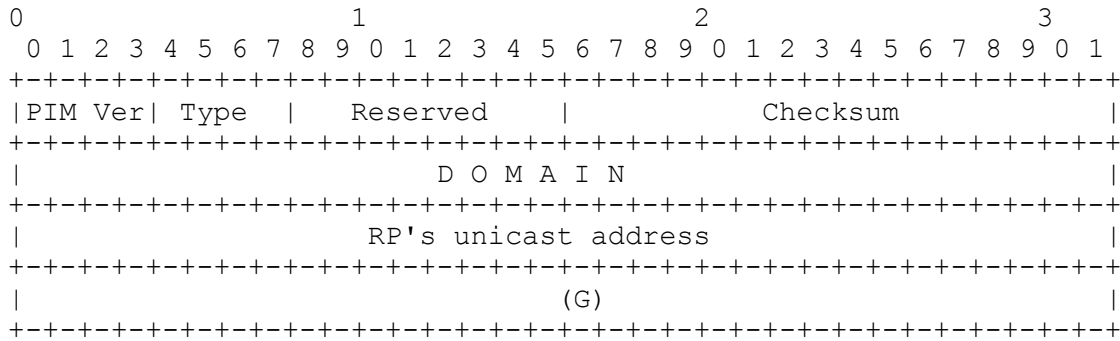 0                   1                   2                   3
 0 1 2 3 4 5 6 7 8 9 0 1 2 3 4 5 6 7 8 9 0 1 2 3 4 5 6 7 8 9 0 1
+-+-+-+-+-+-+-+-+-+-+-+-+-+-+-+-+-+-+-+-+-+-+-+-+-+-+-+-+-+-+-+-+
|PIM Ver| Type  |   Reserved    |           Checksum            |
+-+-+-+-+-+-+-+-+-+-+-+-+-+-+-+-+-+-+-+-+-+-+-+-+-+-+-+-+-+-+-+-+
|                        D O M A I N                            |
+-+-+-+-+-+-+-+-+-+-+-+-+-+-+-+-+-+-+-+-+-+-+-+-+-+-+-+-+-+-+-+-+
|                    RP's unicast address                       |
+-+-+-+-+-+-+-+-+-+-+-+-+-+-+-+-+-+-+-+-+-+-+-+-+-+-+-+-+-+-+-+-+
|                               (G)                             |
+-+-+-+-+-+-+-+-+-+-+-+-+-+-+-+-+-+-+-+-+-+-+-+-+-+-+-+-+-+-+-+-+